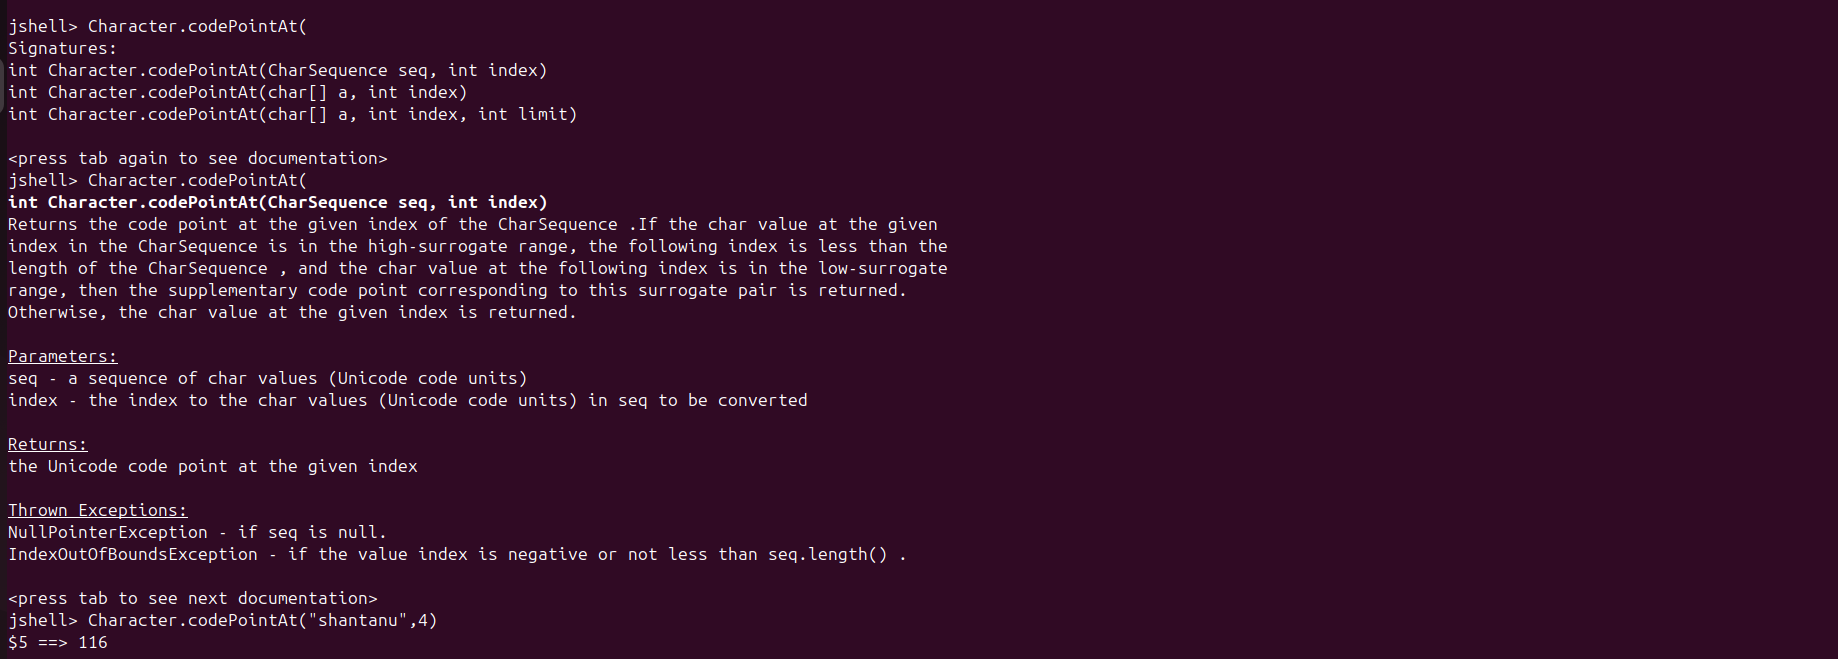 jshell> Character.codePointAt(
Signatures:
int Character.codePointAt(CharSequence seq, int index)
int Character.codePointAt(char[] a, int index)
int Character.codePointAt(char[] a, int index, int limit)
<press tab again to see documentation>
jshell> Character.codePointAt(
int Character.codePointAt(CharSequence seq, int index)
Returns the code point at the given index of the CharSequence .If the char value at the given
index in the CharSequence is in the high-surrogate range, the following index is less than the
length of the CharSequence , and the char value at the following index is in the low-surrogate
range, then the supplementary code point corresponding to this surrogate pair is returned.
Otherwise, the char value at the given index is returned.
Parameters:
seq - a sequence of char values (Unicode code units)
index - the index to the char values (Unicode code units) in seq to be converted
Returns:
the Unicode code point at the given index
Thrown Exceptions:
NullPointerException - if seq is null.
IndexOutOfBoundsException - if the value index is negative or not less than seq.length() .
<press tab to see next documentation>
jshell> Character.codePointAt("shantanu",4)
$5 ==> 116